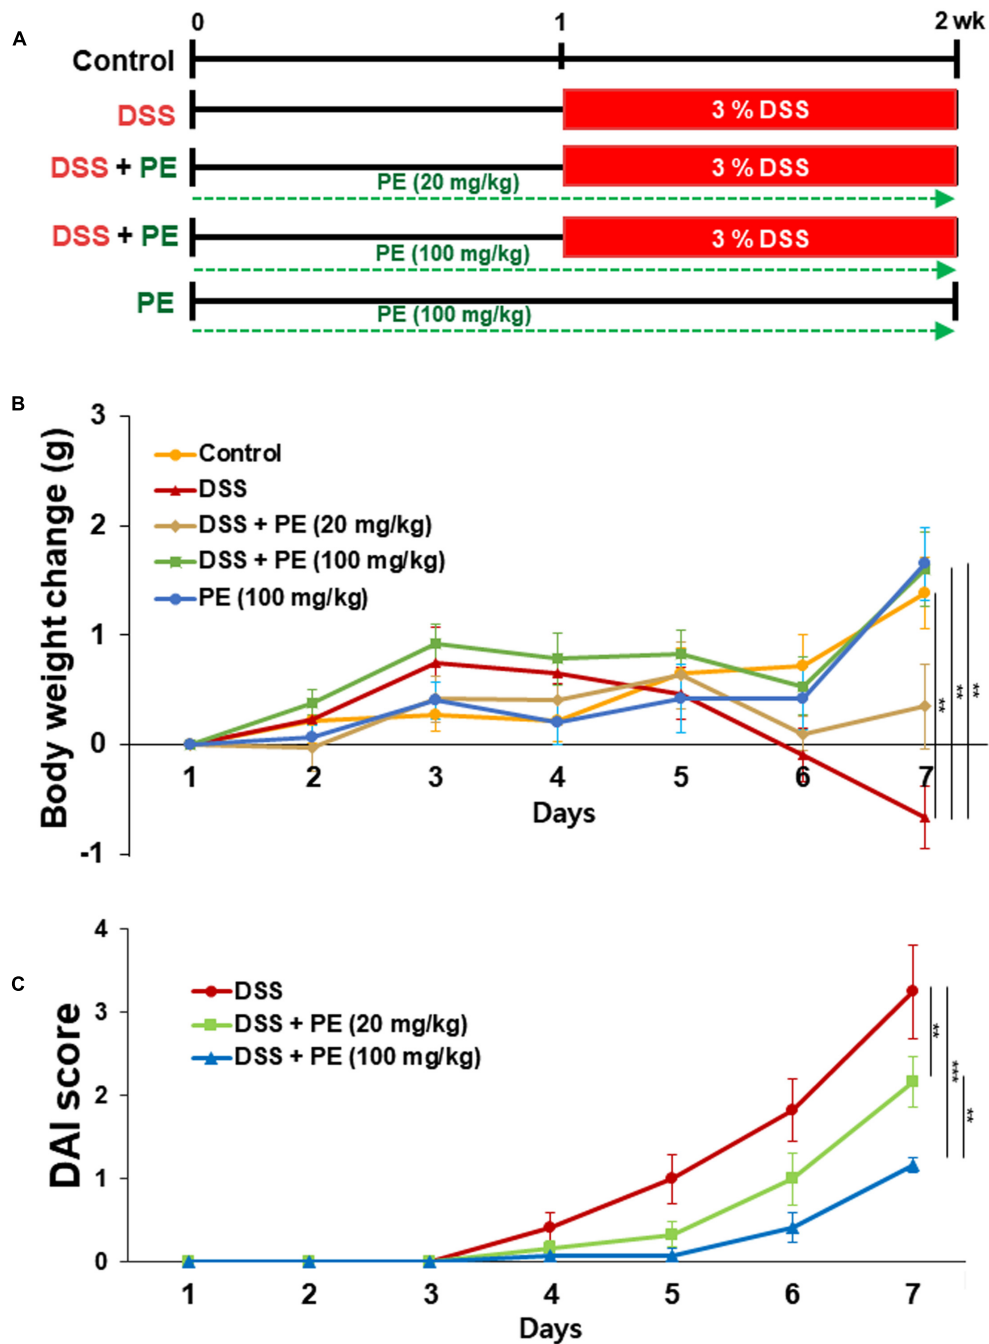 A
0 1 2 wk
Control
DSS 3 % DSS
DSS + PE 3 % DSS
PE (20 mg/kg)
DSS + PE 3 % DSS
PE (100 mg/kg)
PE
PE (100 mg/kg)
B
Body weight change (g)
3
2
1
0
-1
Control
DSS
DSS + PE (20 mg/kg)
DSS + PE (100 mg/kg)
PE (100 mg/kg)
** ** **
1 2 3 4 5 6 7
Days
C
DAI score
4
3
2
1
0
DSS
DSS + PE (20 mg/kg)
DSS + PE (100 mg/kg)
** *** **
1 2 3 4 5 6 7
Days